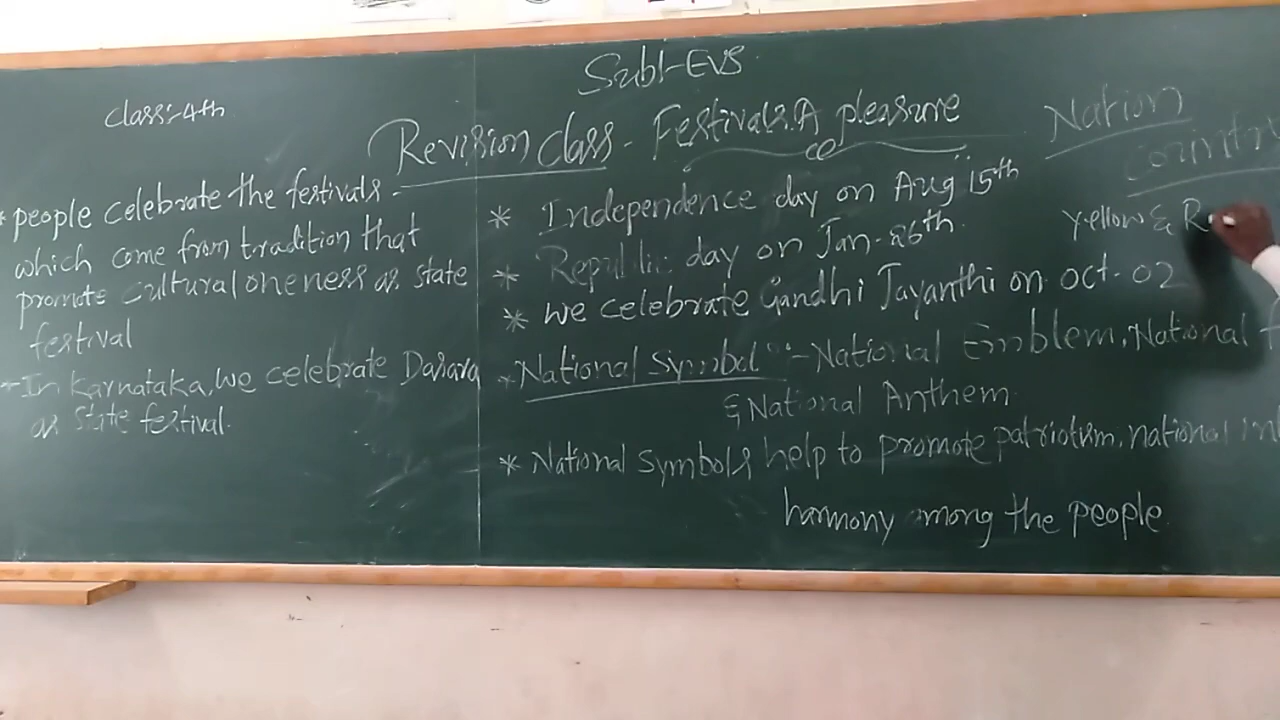 Sub:-EVS
Class:-4th
Revision class - Festivals. A pleasure
* people celebrate the festivals -
which come from tradition that
promote cultural oneness as state
festival
* In Karnataka, we celebrate Dasara
as state festival.
* Independence day on Aug 15th
* Republic day on Jan-26th.
* we celebrate Gandhi Jayanthi on Oct-02
* National Symbol :- National Emblem, National
& National Anthem
* National Symbols help to promote patriotism, national
harmony among the people
Nation
Country
Yellow &